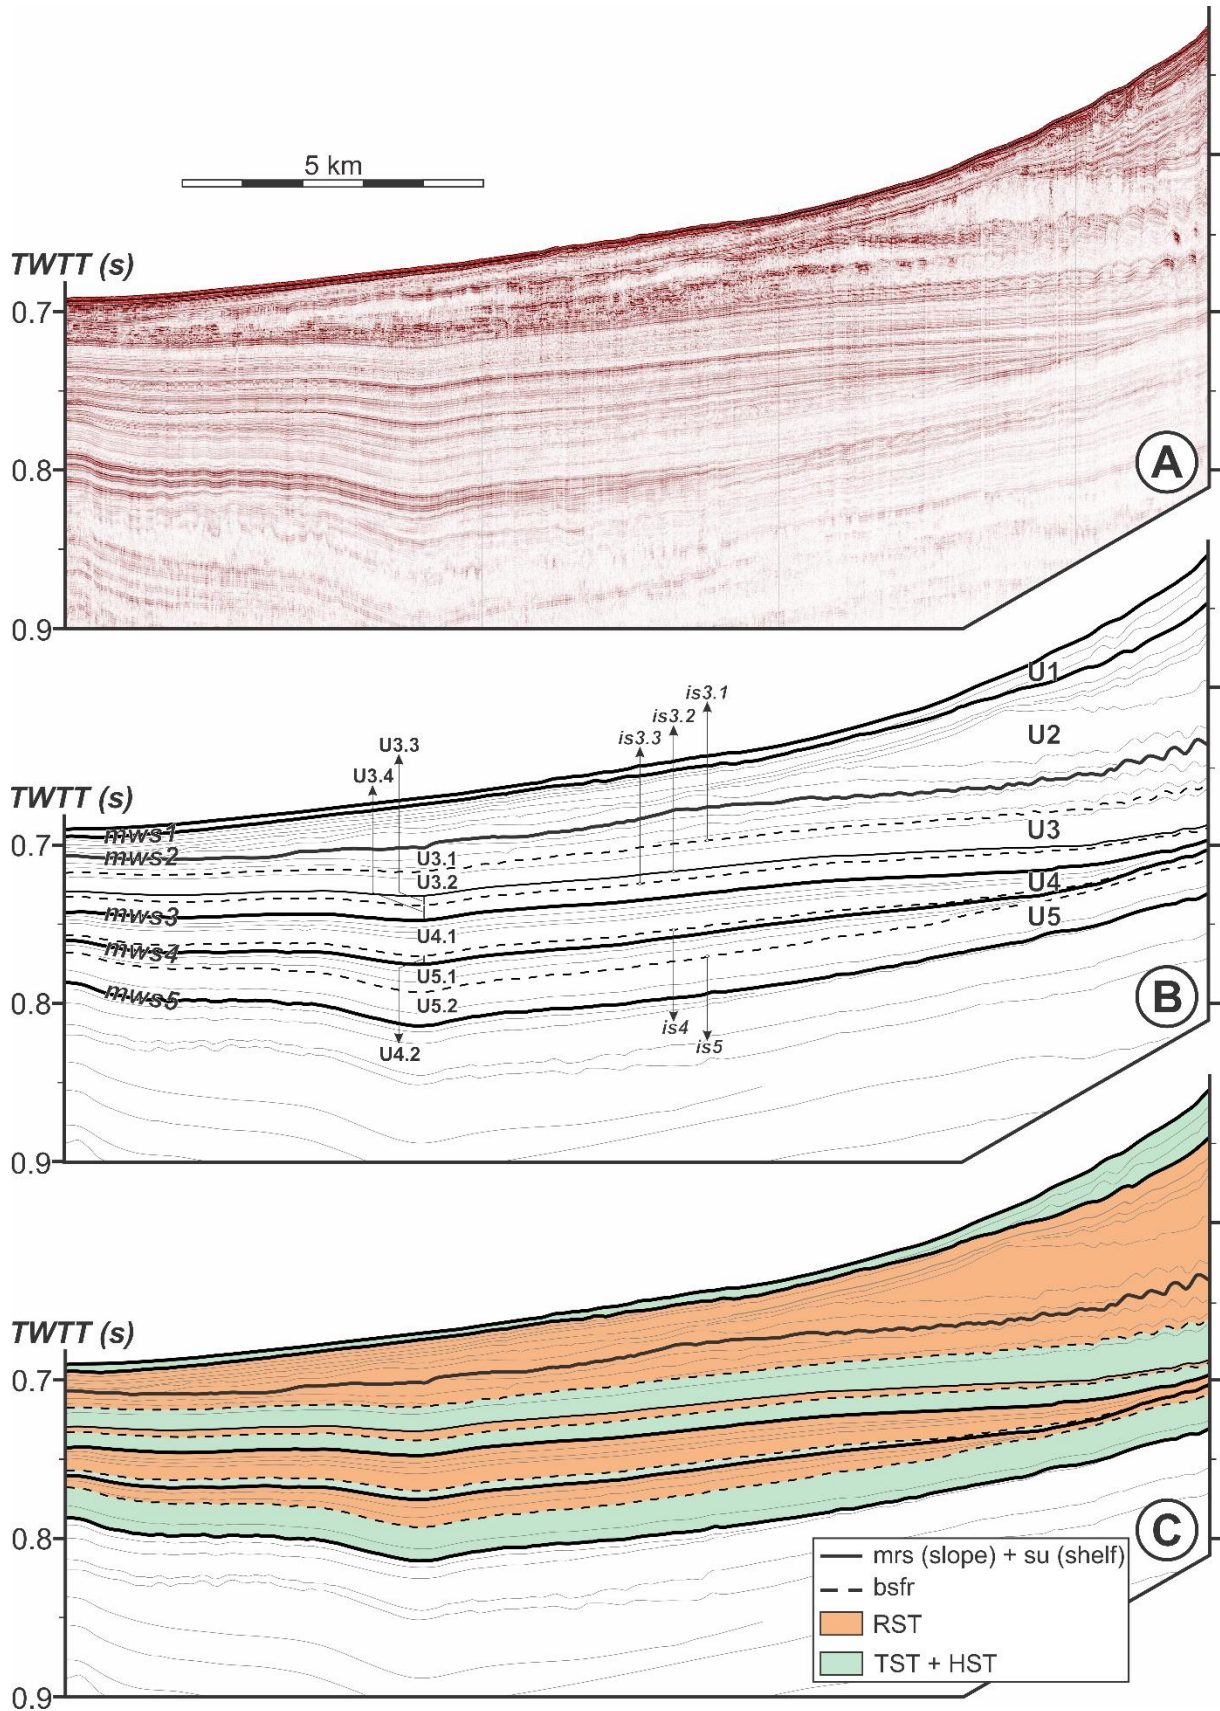 5 km
TWTT (s)
0.7
0.8
A
0.9
U1
is3.1
is3.2
U2
is3.3
U3.3
U3.4
TWTT (s)
mws1
0.7
mws2
U3.1
U3
U3.2
U4
mws3
U5
U4.1
mws4
U5.1
mws5
U5.2
0.8
B
is4
is5
U4.2
0.9
TWTT (s)
0.7
0.8
C
mrs (slope) + su (shelf)
bsfr
RST
TST + HST
0.9